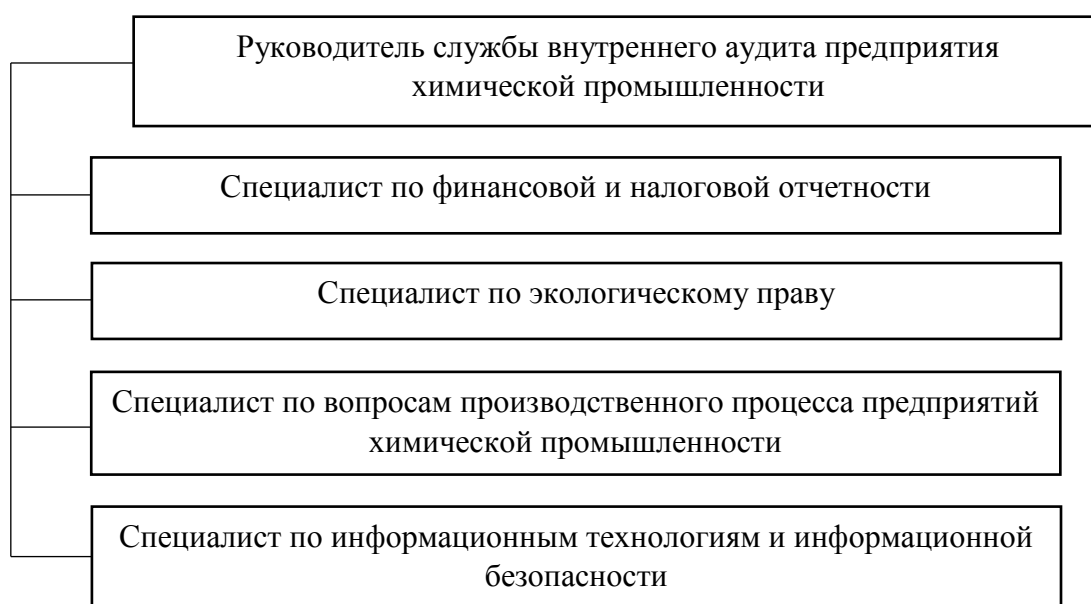 Руководитель службы внутреннего аудита предприятия
химической промышленности
Специалист по финансовой и налоговой отчетности
Специалист по экологическому праву
Специалист по вопросам производственного процесса предприятий
химической промышленности
Специалист по информационным технологиям и информационной
безопасности